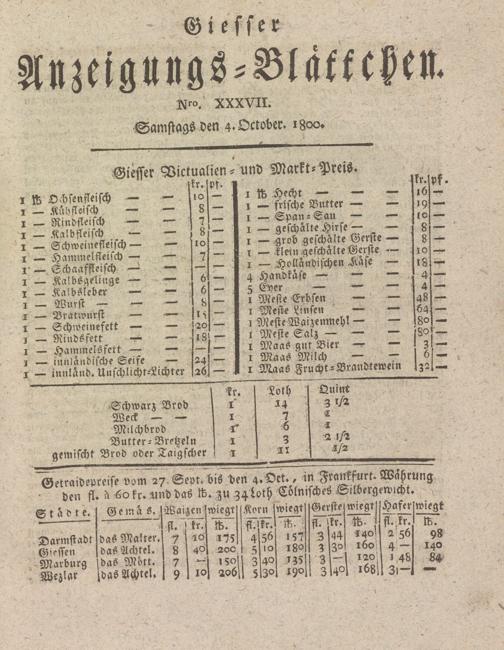 Giesser
Anzeigungs-Blättchen.
Nro. XXXVII.
Samstags den 4. October. 1800.
Giesser Victualien- und Markt-Preis.
kr. pf.
1 ℔ Ochsenfleisch — — 10 —
1 — Kühfleisch — — 8 —
1 — Rindfleisch — — 7 —
1 — Kalbfleisch — — 8 —
1 — Schweinefleisch — — 10 —
1 — Hammelfleisch — — 7 —
1 — Schaaffleisch — —
1 — Kalbsgelinge — — 6 —
1 — Kalbsleber — — 6 —
1 — Wurst — — 8 —
1 — Bratwurst — —
1 — Schweinefett — — 20 —
1 — Rindsfett — — 18
1 — Hammelsfett — —
1 — innländische Seife — 24 —
1 — innländ. Unschlicht-Lichter 26 —
kr. pf.
1 ℔ Hecht — — 16 —
1 — frische Butter — — 19 —
1 — Span-Sau — — 10 —
1 — geschälte Hirse — — 8 —
1 — grob geschälte Gerste — 8 —
1 — klein geschälte Gerste — 10 —
1 — Holländischen Käse — 18 —
4 Handkäse — — 4 —
5 Eyer — — 4 —
1 Meste Erbsen — — 48 —
1 Meste Linsen — — 64 —
1 Meste Waizenmehl — 80 —
1 Meste Salz — — 80
1 Maas gut Bier — — 3 —
1 Maas Milch — — 6 —
1 Maas Frucht-Brandtewein 32 —
kr. Loth Quint
Schwarz Brod 1 14 3 1/2
Weck — — 1 7
Milchbrod 1 6
Butter-Bretzeln 1 3 2 1/2
gemischt Brod oder Taigscher 1 11 1/2
Getraidepreise vom 27. Sept. bis den 4. Oct., in Frankfurt. Währung
den fl. à 60 kr. und das ℔. zu 34 Loth Cölnisches Silbergewicht.
Städte. Gemäs. Waizen wiegt Korn wiegt Gerste wiegt Hafer wiegt
fl. kr. ℔. fl. kr. ℔. fl. kr. ℔. fl. kr. ℔.
Darmstadt das Malter. 7 10 175 4 56 157 3 44 140 2 56 98
Giessen das Achtel. 8 40 200 5 10 180 3 30 160 4 — 140
Marburg das Mött. 7 — 150 3 40 135 3 — 120 1 48 84
Wezlar das Achtel. 9 10 206 5 30 190 3 40 168 3 — —